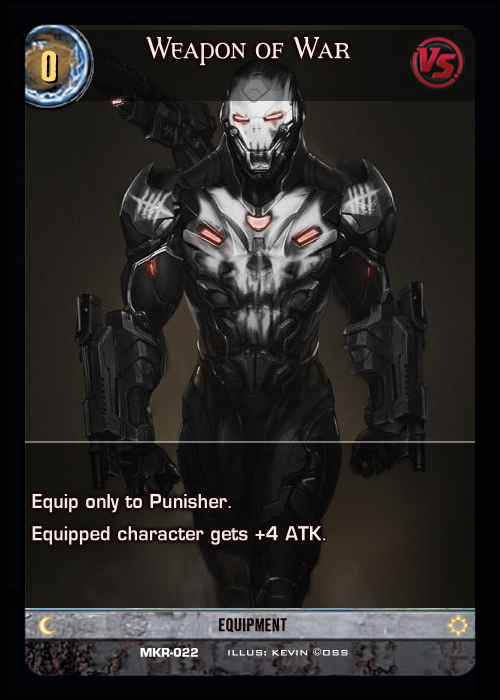 0
Weapon of War
VS.
Equip only to Punisher.
Equipped character gets +4 ATK.
EQUIPMENT
MKR-022 ILLUS: KEVIN ©OSS